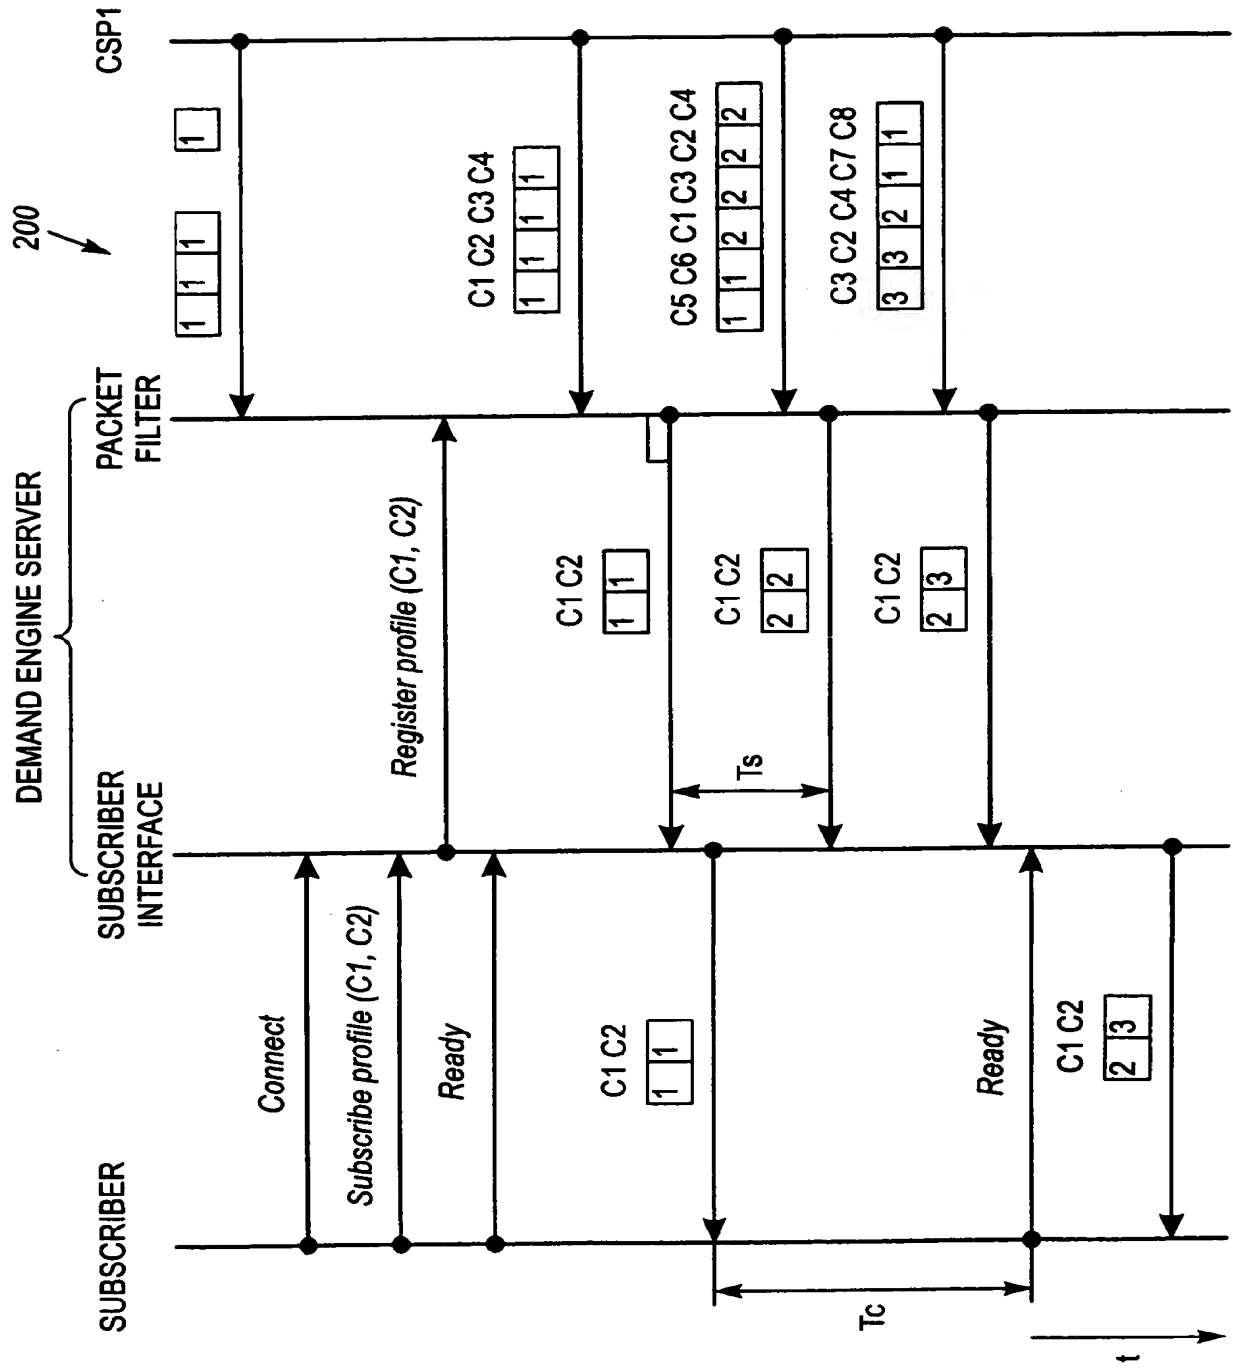 DEMAND ENGINE SERVER
200
SUBSCRIBER
SUBSCRIBER
INTERFACE
PACKET
FILTER
CSP1
1 1 1 1
Connect
Subscribe profile (C1, C2)
Register profile (C1, C2)
Ready
C1 C2 C3 C4
1 1 1 1
C1 C2
1 1
C1 C2
1 1
C5 C6 C1 C3 C2 C4
1 1 2 2 2 2
C1 C2
2 2
Ts
C3 C2 C4 C7 C8
3 3 2 1 1
Tc
C1 C2
2 3
Ready
C1 C2
2 3
t